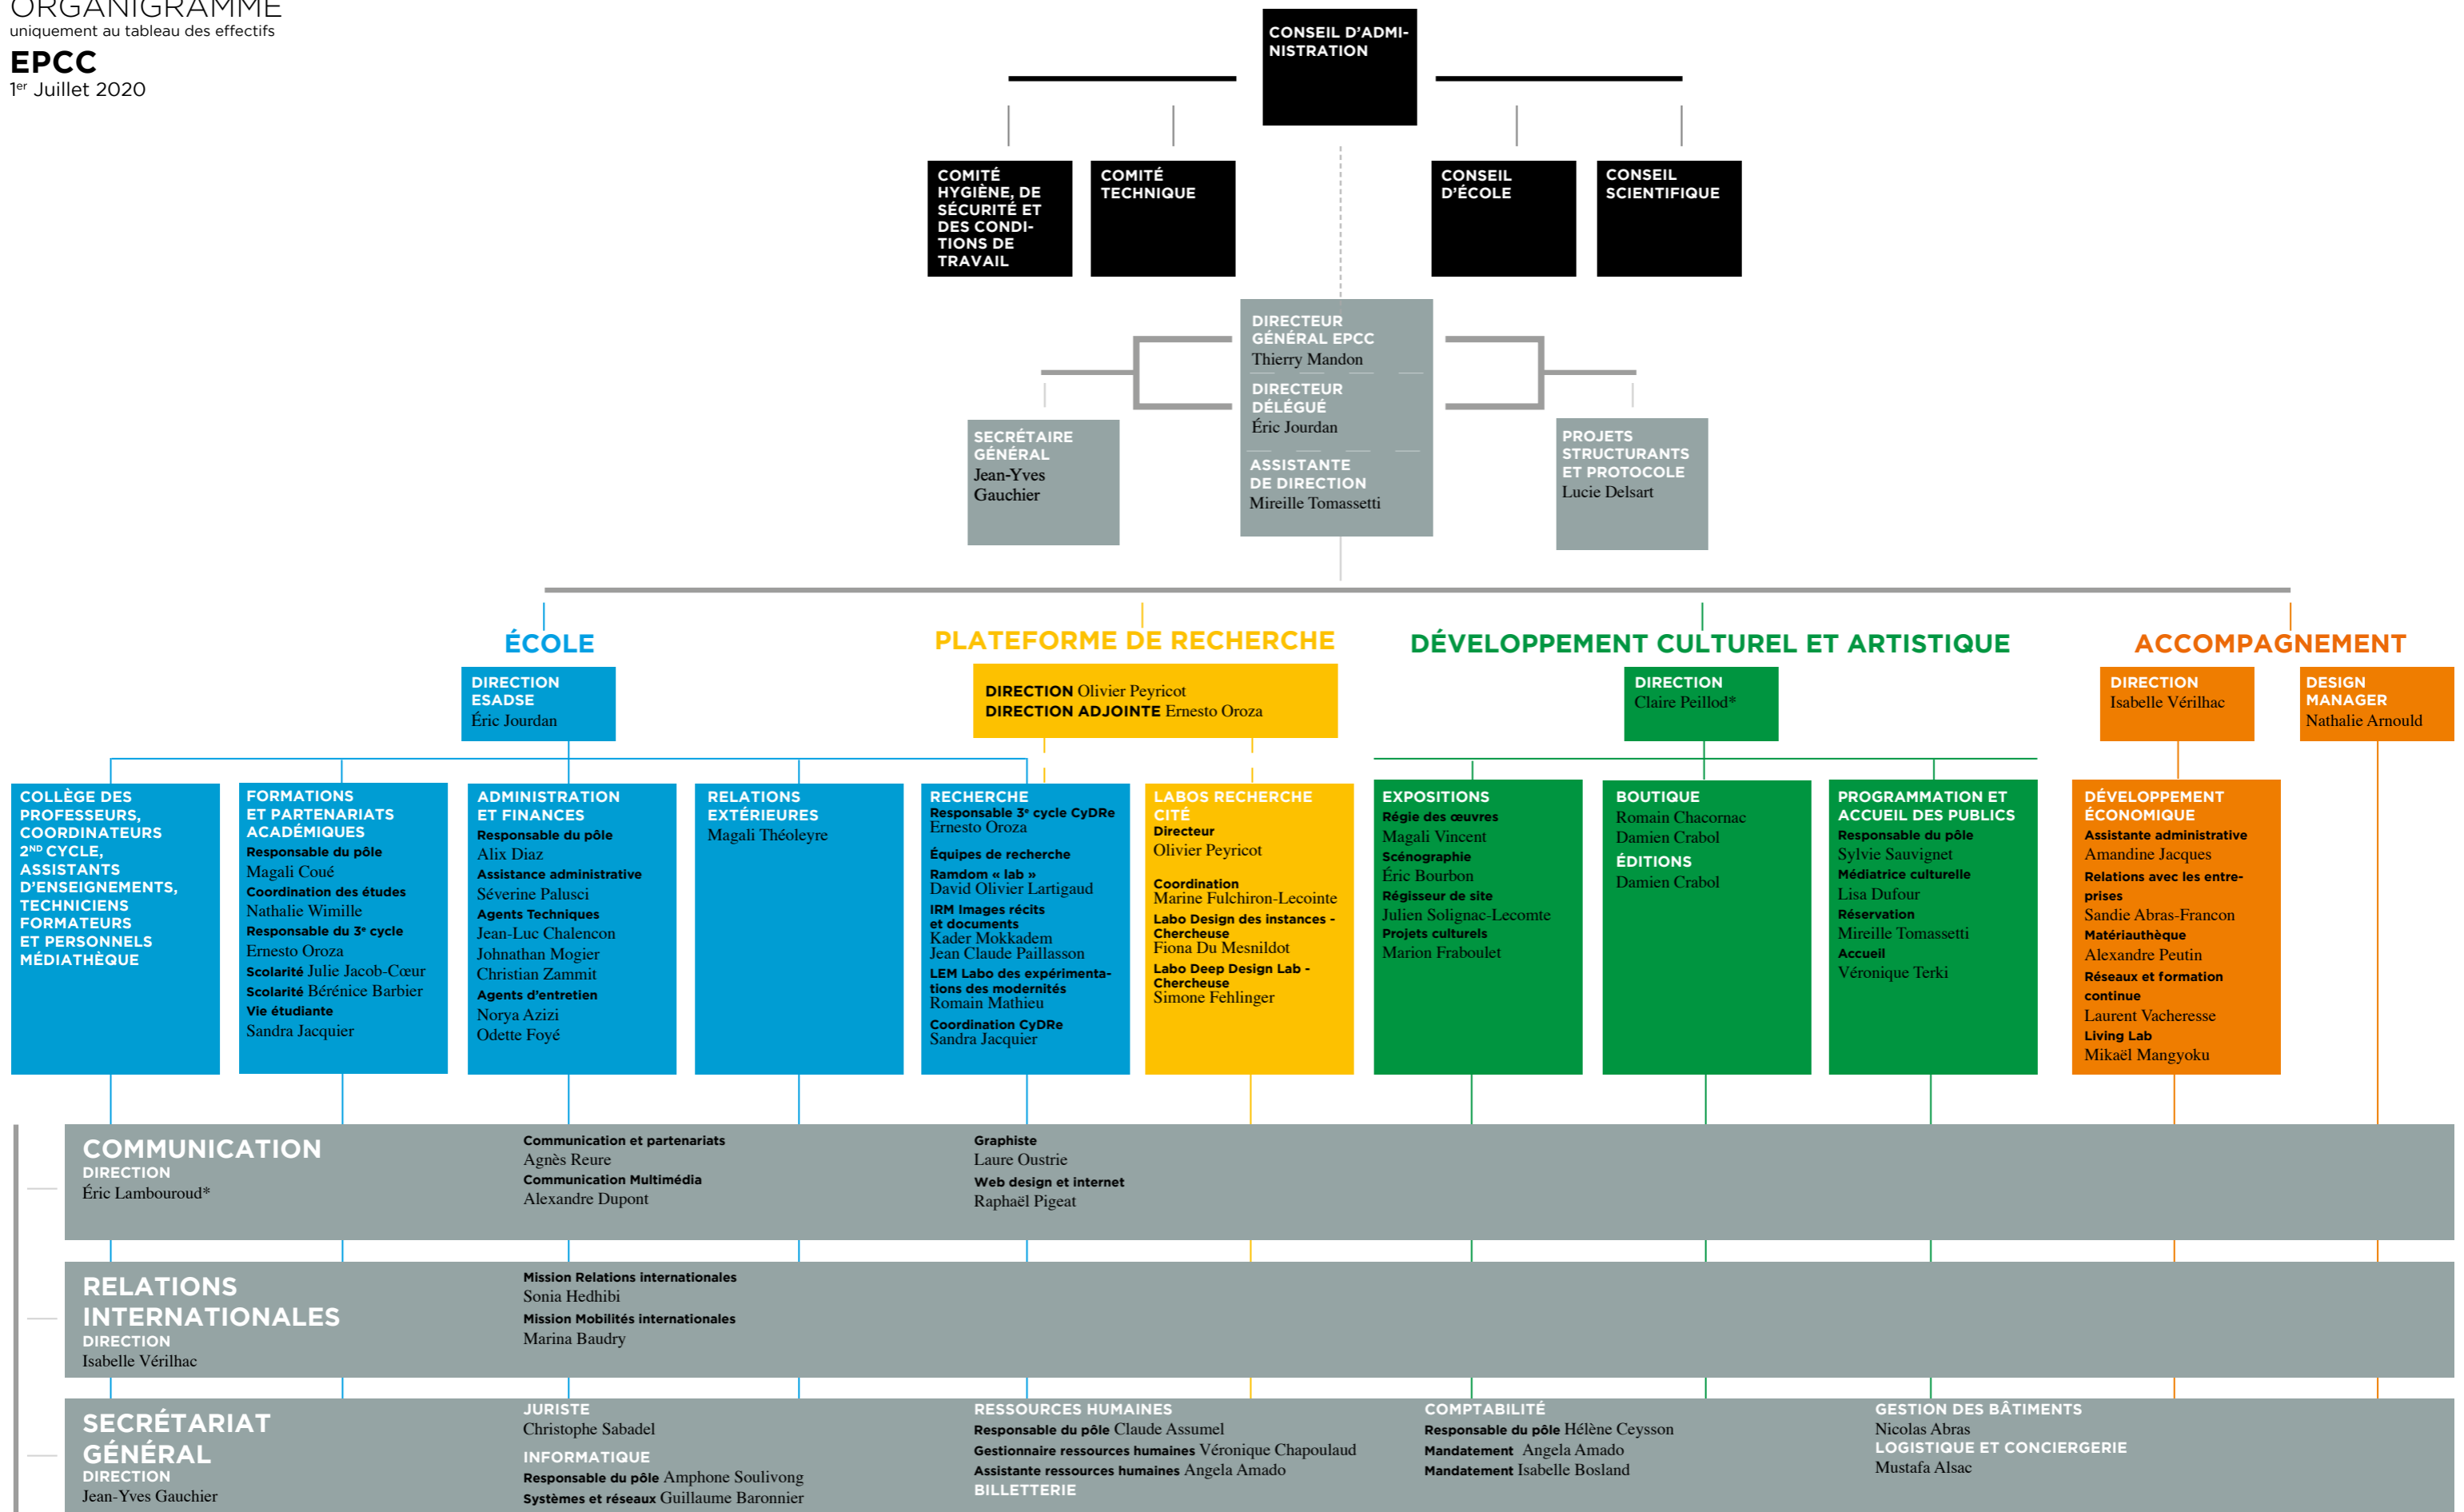 ORGANIGRAMME
uniquement au tableau des effectifs
EPCC
1er Juillet 2020
CONSEIL D’ADMI-
NISTRATION
COMITÉ
HYGIÈNE, DE
SÉCURITÉ ET
DES CONDI-
TIONS DE
TRAVAIL
COMITÉ
TECHNIQUE
CONSEIL
D’ÉCOLE
CONSEIL
SCIENTIFIQUE
DIRECTEUR
GÉNÉRAL EPCC
Thierry Mandon
DIRECTEUR
DÉLÉGUÉ
Éric Jourdan
ASSISTANTE
DE DIRECTION
Mireille Tomassetti
SECRÉTAIRE
GÉNÉRAL
Jean-Yves
Gauchier
PROJETS
STRUCTURANTS
ET PROTOCOLE
Lucie Delsart
ÉCOLE
DIRECTION
ESADSE
Éric Jourdan
PLATEFORME DE RECHERCHE
DIRECTION Olivier Peyricot
DIRECTION ADJOINTE Ernesto Oroza
DÉVELOPPEMENT CULTUREL ET ARTISTIQUE
DIRECTION
Claire Peillod*
ACCOMPAGNEMENT
DIRECTION
Isabelle Vérilhac
DESIGN
MANAGER
Nathalie Arnould
COLLÈGE DES
PROFESSEURS,
COORDINATEURS
2ND CYCLE,
ASSISTANTS
D’ENSEIGNEMENTS,
TECHNICIENS
FORMATEURS
ET PERSONNELS
MÉDIATHÈQUE
FORMATIONS
ET PARTENARIATS
ACADÉMIQUES
Responsable du pôle
Magali Coué
Coordination des études
Nathalie Wimille
Responsable du 3e cycle
Ernesto Oroza
Scolarité Julie Jacob-Cœur
Scolarité Bérénice Barbier
Vie étudiante
Sandra Jacquier
ADMINISTRATION
ET FINANCES
Responsable du pôle
Alix Diaz
Assistance administrative
Séverine Palusci
Agents Techniques
Jean-Luc Chalencon
Johnathan Mogier
Christian Zammit
Agents d’entretien
Norya Azizi
Odette Foyé
RELATIONS
EXTÉRIEURES
Magali Théoleyre
RECHERCHE
Responsable 3e cycle CyDRe
Ernesto Oroza
Équipes de recherche
Ramdom « lab »
David Olivier Lartigaud
IRM Images récits
et documents
Kader Mokkadem
Jean Claude Paillasson
LEM Labo des expérimenta-
tions des modernités
Romain Mathieu
Coordination CyDRe
Sandra Jacquier
LABOS RECHERCHE
CITÉ
Directeur
Olivier Peyricot
Coordination
Marine Fulchiron-Lecointe
Labo Design des instances -
Chercheuse
Fiona Du Mesnildot
Labo Deep Design Lab -
Chercheuse
Simone Fehlinger
EXPOSITIONS
Régie des œuvres
Magali Vincent
Scénographie
Éric Bourbon
Régisseur de site
Julien Solignac-Lecomte
Projets culturels
Marion Fraboulet
BOUTIQUE
Romain Chacornac
Damien Crabol
ÉDITIONS
Damien Crabol
PROGRAMMATION ET
ACCUEIL DES PUBLICS
Responsable du pôle
Sylvie Sauvignet
Médiatrice culturelle
Lisa Dufour
Réservation
Mireille Tomassetti
Accueil
Véronique Terki
DÉVELOPPEMENT
ÉCONOMIQUE
Assistante administrative
Amandine Jacques
Relations avec les entre-
prises
Sandie Abras-Francon
Matériauthèque
Alexandre Peutin
Réseaux et formation
continue
Laurent Vacheresse
Living Lab
Mikaël Mangyoku
COMMUNICATION
DIRECTION
Éric Lambouroud*
Communication et partenariats
Agnès Reure
Communication Multimédia
Alexandre Dupont
Graphiste
Laure Oustrie
Web design et internet
Raphaël Pigeat
RELATIONS
INTERNATIONALES
DIRECTION
Isabelle Vérilhac
Mission Relations internationales
Sonia Hedhibi
Mission Mobilités internationales
Marina Baudry
SECRÉTARIAT
GÉNÉRAL
DIRECTION
Jean-Yves Gauchier
JURISTE
Christophe Sabadel
INFORMATIQUE
Responsable du pôle Amphone Soulivong
Systèmes et réseaux Guillaume Baronnier
RESSOURCES HUMAINES
Responsable du pôle Claude Assumel
Gestionnaire ressources humaines Véronique Chapoulaud
Assistante ressources humaines Angela Amado
BILLETTERIE
COMPTABILITÉ
Responsable du pôle Hélène Ceysson
Mandatement Angela Amado
Mandatement Isabelle Bosland
GESTION DES BÂTIMENTS
Nicolas Abras
LOGISTIQUE ET CONCIERGERIE
Mustafa Alsac